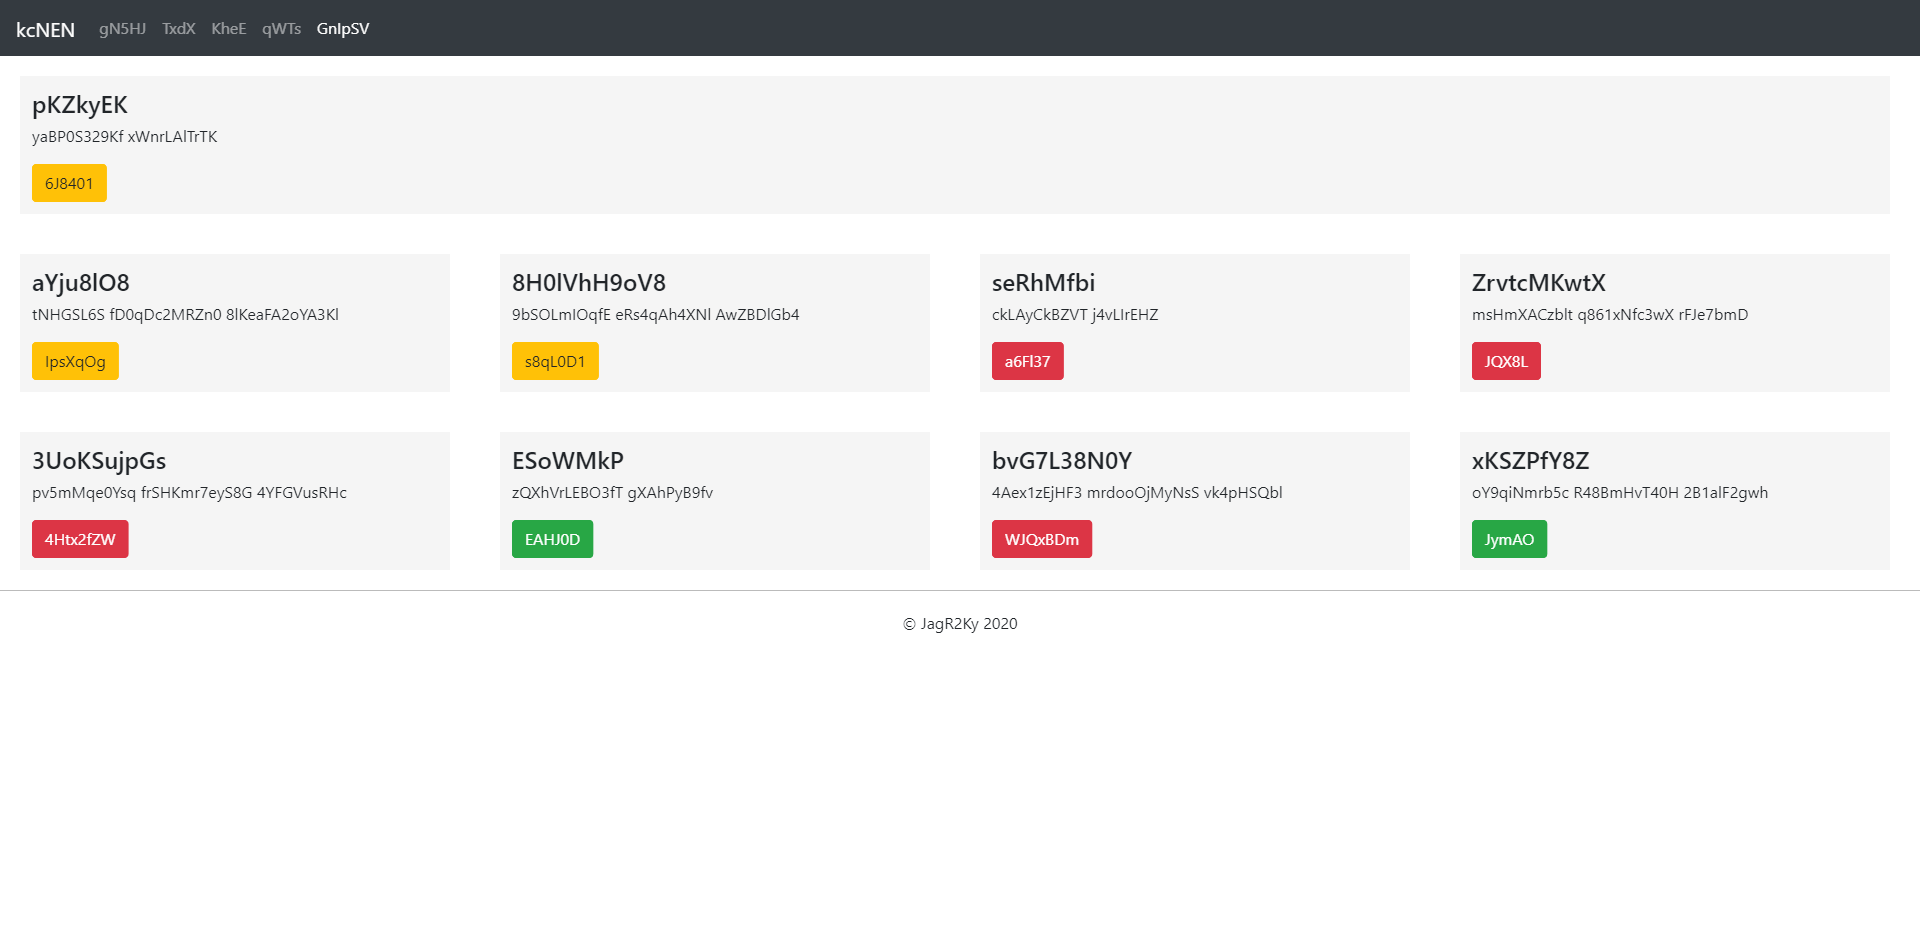 kcNEN gN5HJ TxdX KheE qWTs GnlpSV
pKZkyEK
yaBP0S329Kf xWnrLAlTrTK
6J8401
aYju8lO8
tNHGSL6S fD0qDc2MRZn0 8lKeaFA2oYA3Kl
IpsXqOg
8H0lVhH9oV8
9bSOLmIOqfE eRs4qAh4XNl AwZBDlGb4
s8qL0D1
seRhMfbi
ckLAyCkBZVT j4vLIrEHZ
a6Fl37
ZrvtcMKwtX
msHmXACzblt q861xNfc3wX rFJe7bmD
JQX8L
3UoKSujpGs
pv5mMqe0Ysq frSHKmr7eyS8G 4YFGVusRHc
4Htx2fZW
ESoWMkP
zQXhVrLEBO3fT gXAhPyB9fv
EAHJ0D
bvG7L38N0Y
4Aex1zEjHF3 mrdooOjMyNsS vk4pHSQbl
WJQxBDm
xKSZPfY8Z
oY9qiNmrb5c R48BmHvT40H 2B1alF2gwh
JymAO
© JagR2Ky 2020